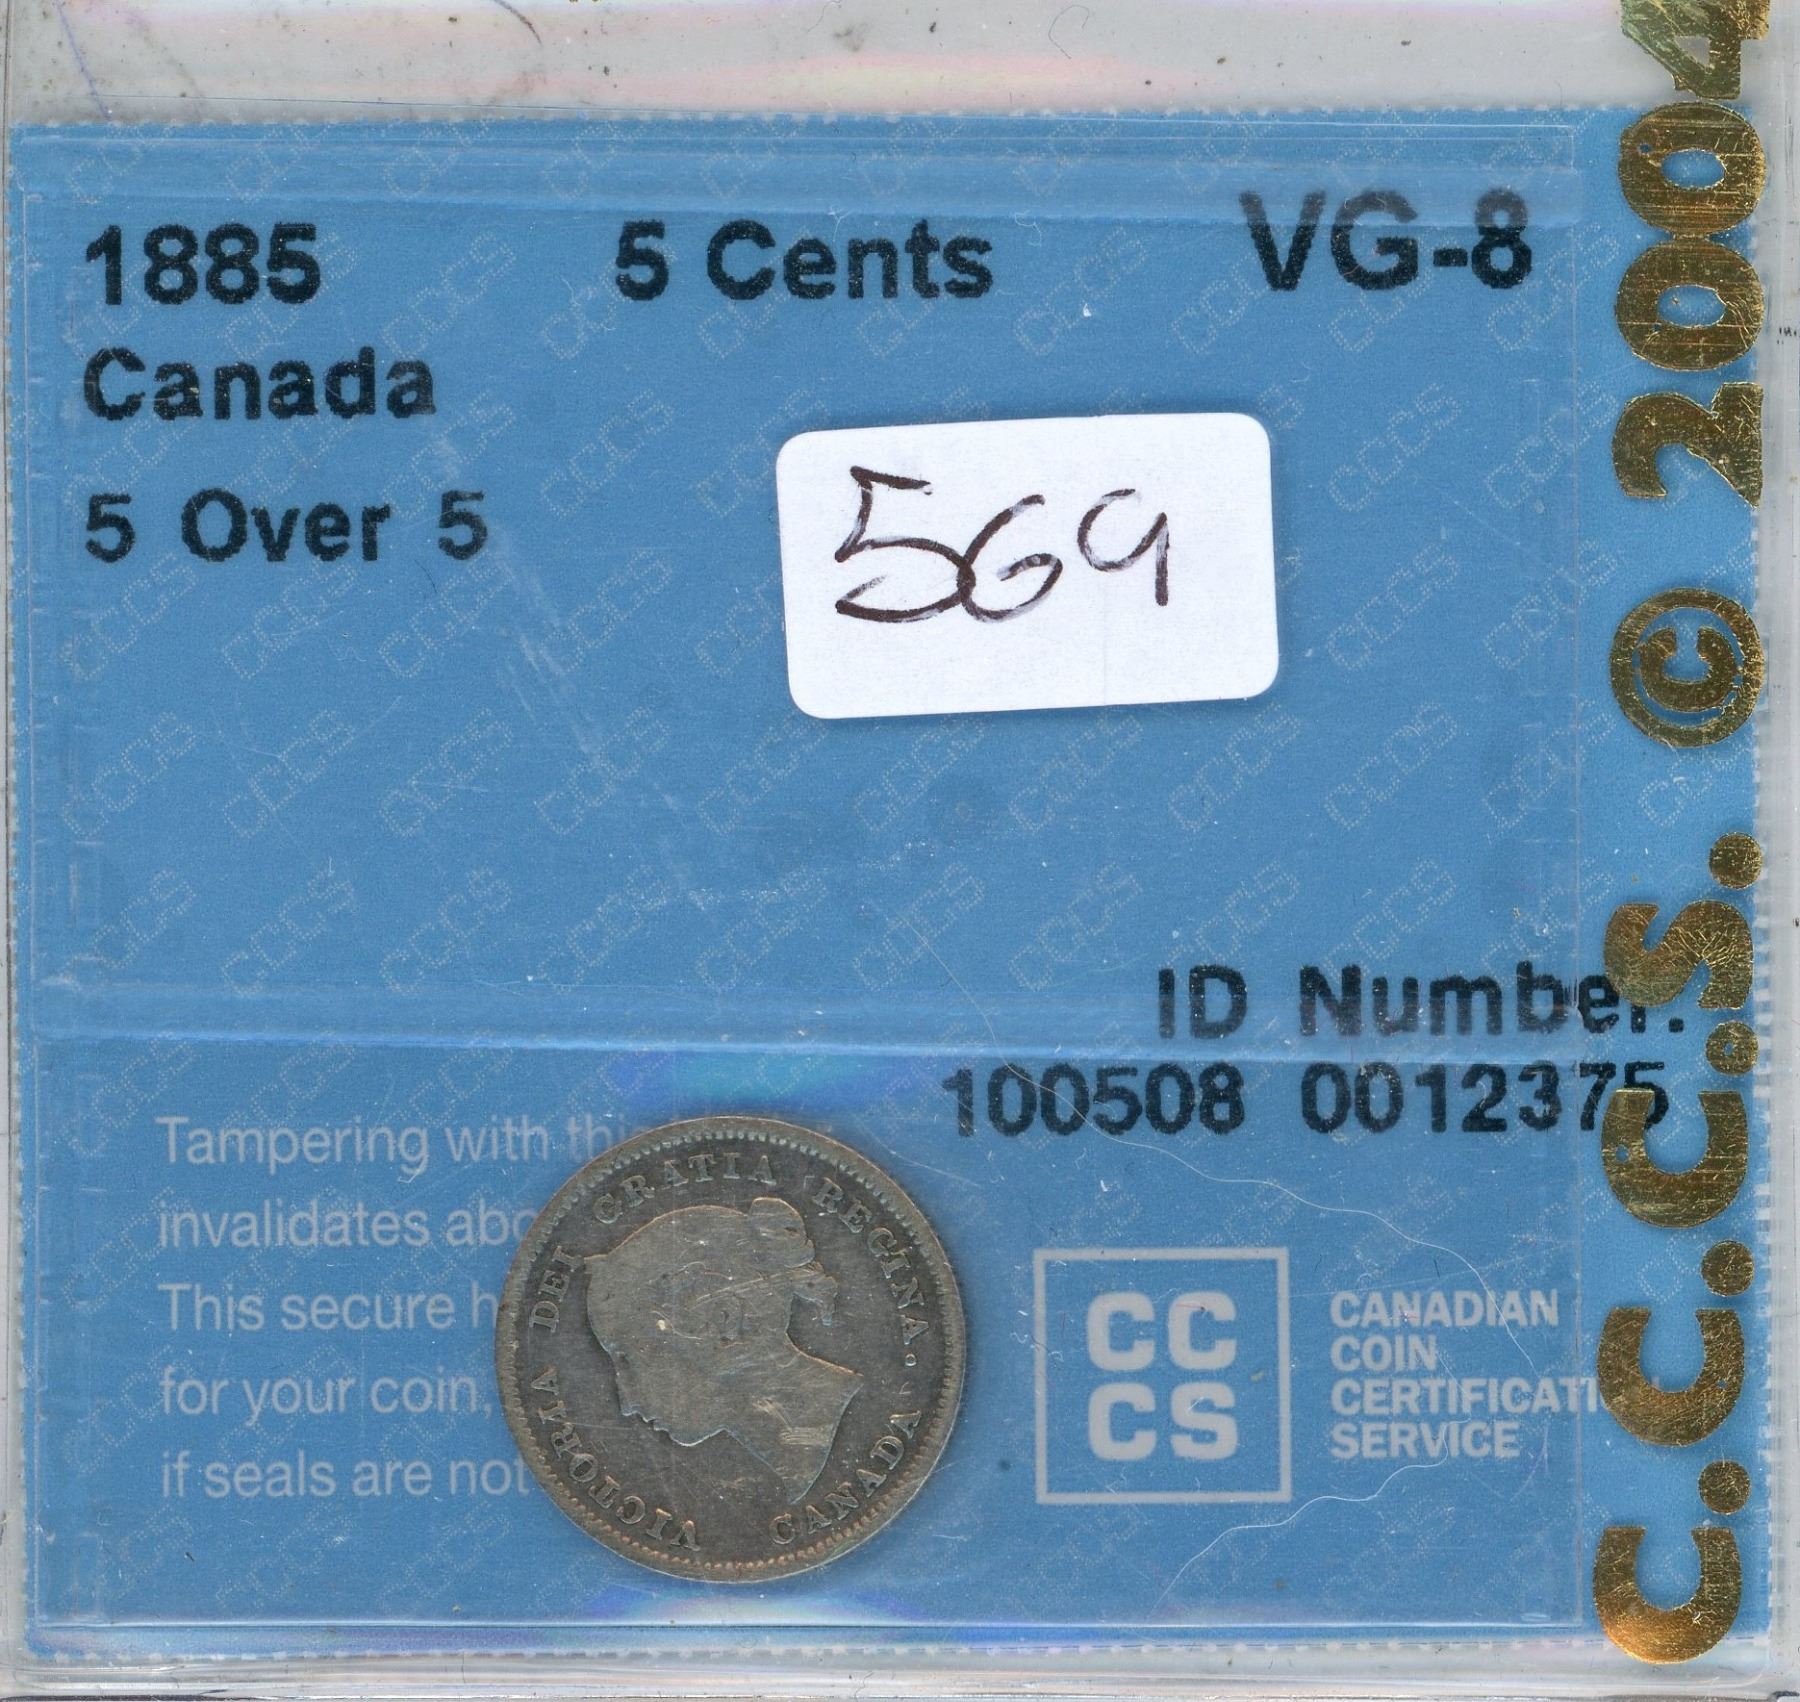 1885 5 Cents VG-8
Canada
5 Over 5
569
ID Number:
100508 0012375
Tampering with thi
invalidates abo
This secure h
for your coin,
if seals are not
CC
CS
CANADIAN
COIN
CERTIFICATI
SERVICE
C.C.C.S. © 2004
VICTORIA DEI GRATIA REGINA. CANADA